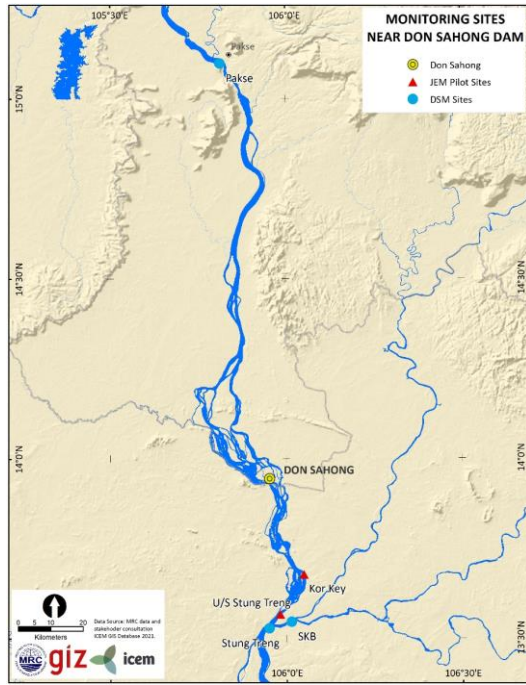 105°30'E
106°0'E
MONITORING SITES
NEAR DON SAHONG DAM
Don Sahong
JEM Pilot Sites
DSM Sites
Pakse
Pakse
15°0'N
15°0'N
14°30'N
14°30'N
14°0'N
14°0'N
DON SAHONG
Kor Key
U/S Stung Treng
Stung Treng
SKB
13°30'N
0 5 10 20
Kilometers
Data Source: MRC data and
stakeholder consultation
ICEM GIS Database 2021.
MRC
giz
icem
106°0'E